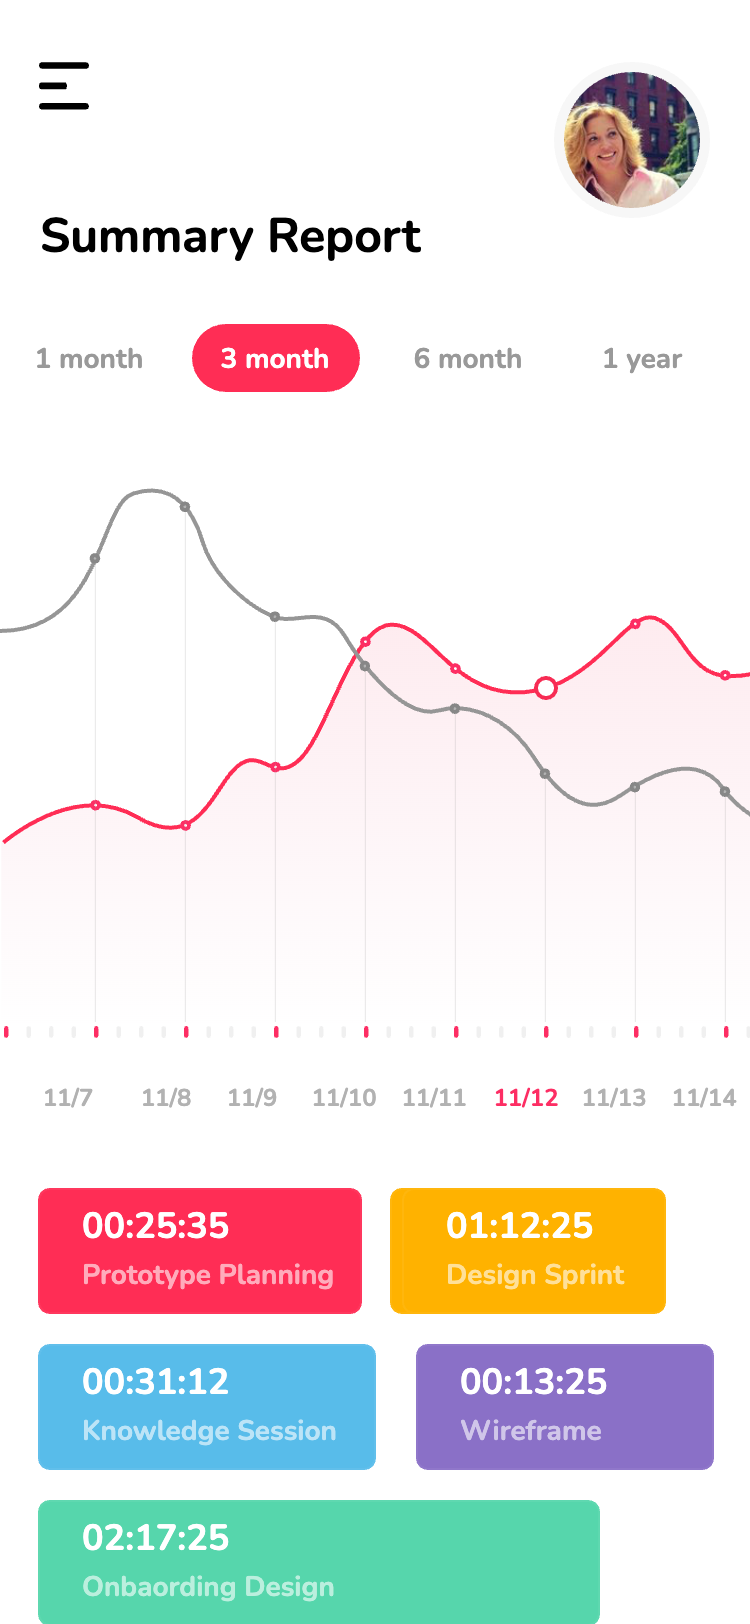 Summary Report
1 month 3 month 6 month 1 year
11/7 11/8 11/9 11/10 11/11 11/12 11/13 11/14
00:25:35 01:12:25
Prototype Planning Design Sprint
00:31:12 00:13:25
Knowledge Session Wireframe
02:17:25
Onbaording Design